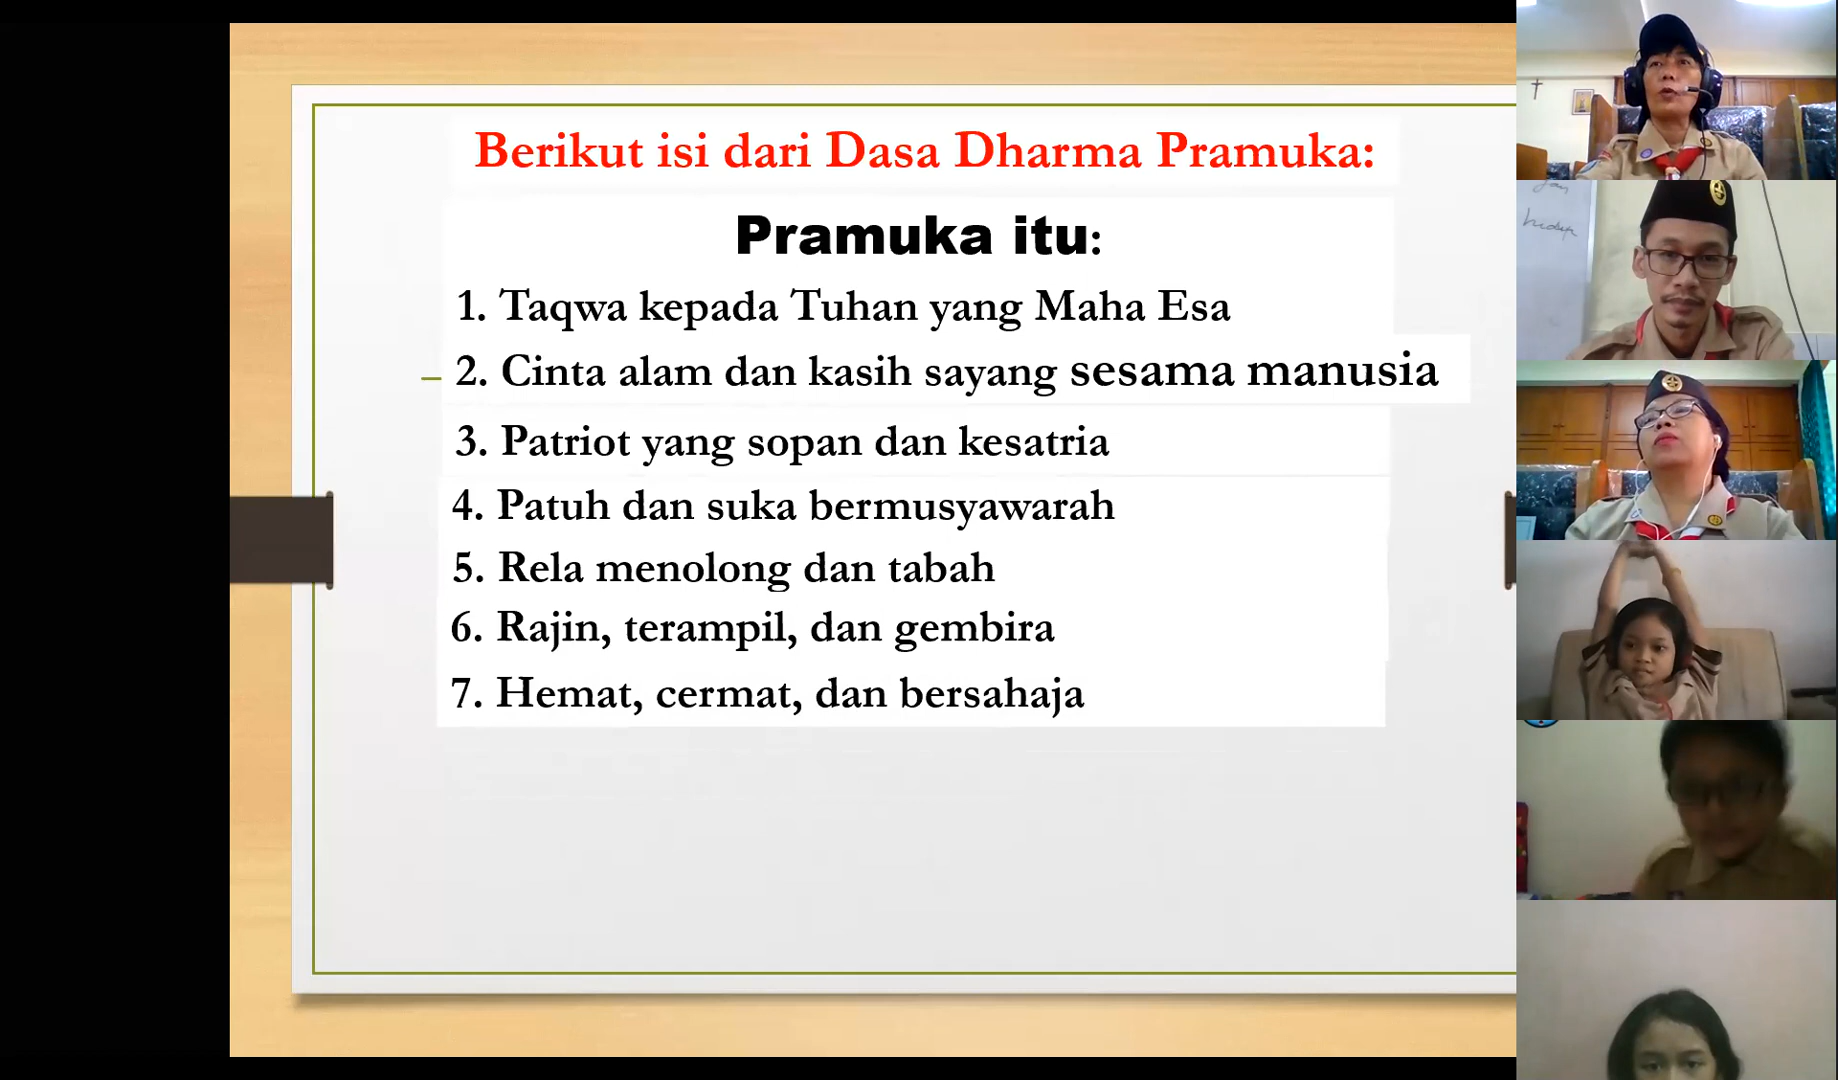 Berikut isi dari Dasa Dharma Pramuka:
Pramuka itu:
1. Taqwa kepada Tuhan yang Maha Esa
2. Cinta alam dan kasih sayang sesama manusia
3. Patriot yang sopan dan kesatria
4. Patuh dan suka bermusyawarah
5. Rela menolong dan tabah
6. Rajin, terampil, dan gembira
7. Hemat, cermat, dan bersahaja
hidup